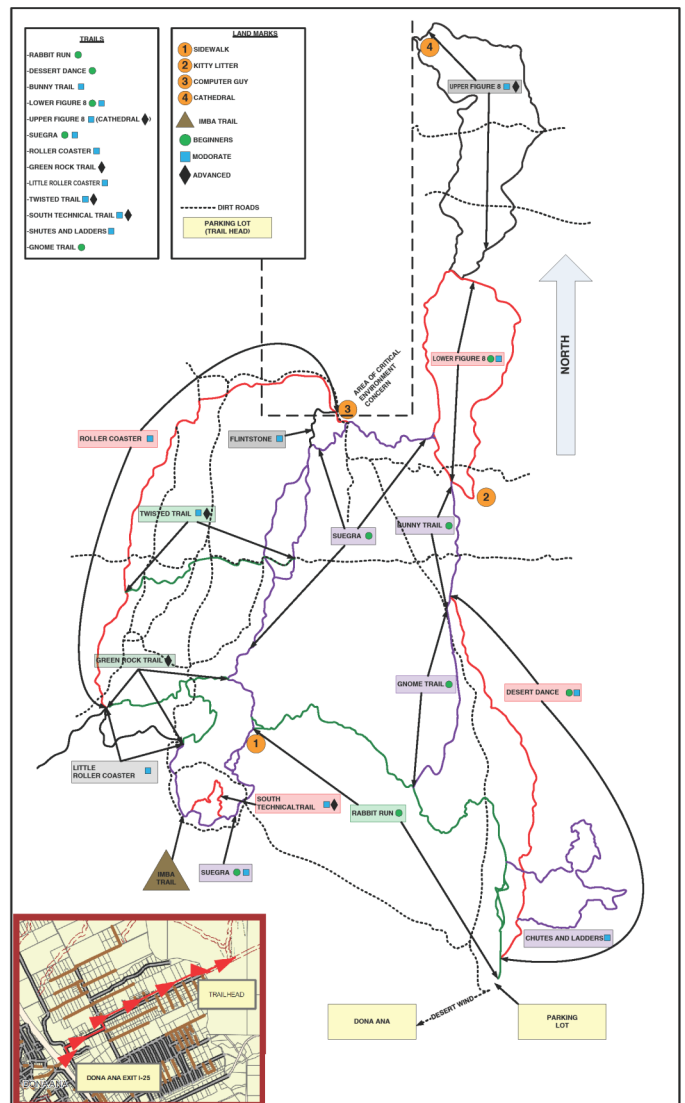 TRAILS
-RABBIT RUN
-DESSERT DANCE
-BUNNY TRAIL
-LOWER FIGURE 8
-UPPER FIGURE 8 (CATHEDRAL )
-SUEGRA
-ROLLER COASTER
-GREEN ROCK TRAIL
-LITTLE ROLLER COASTER
-TWISTED TRAIL
-SOUTH TECHNICAL TRAIL
-SHUTES AND LADDERS
-GNOME TRAIL
LAND MARKS
1 SIDEWALK
2 KITTY LITTER
3 COMPUTER GUY
4 CATHEDRAL
IMBA TRAIL
BEGINNERS
MODORATE
ADVANCED
DIRT ROADS
PARKING LOT
(TRAIL HEAD)
4
UPPER FIGURE 8
NORTH
LOWER FIGURE 8
AREA OF CRITICAL
ENVIRONMENT
CONCERN
3
ROLLER COASTER
FLINTSTONE
2
TWISTED TRAIL
SUEGRA
BUNNY TRAIL
GREEN ROCK TRAIL
GNOME TRAIL
DESERT DANCE
1
LITTLE
ROLLER COASTER
SOUTH
TECHNICALTRAIL
RABBIT RUN
IMBA
TRAIL
SUEGRA
CHUTES AND LADDERS
TRAILHEAD
DONA ANA
DESERT WIND
PARKING
LOT
DONA ANA
DDNA ANA EXIT I-25